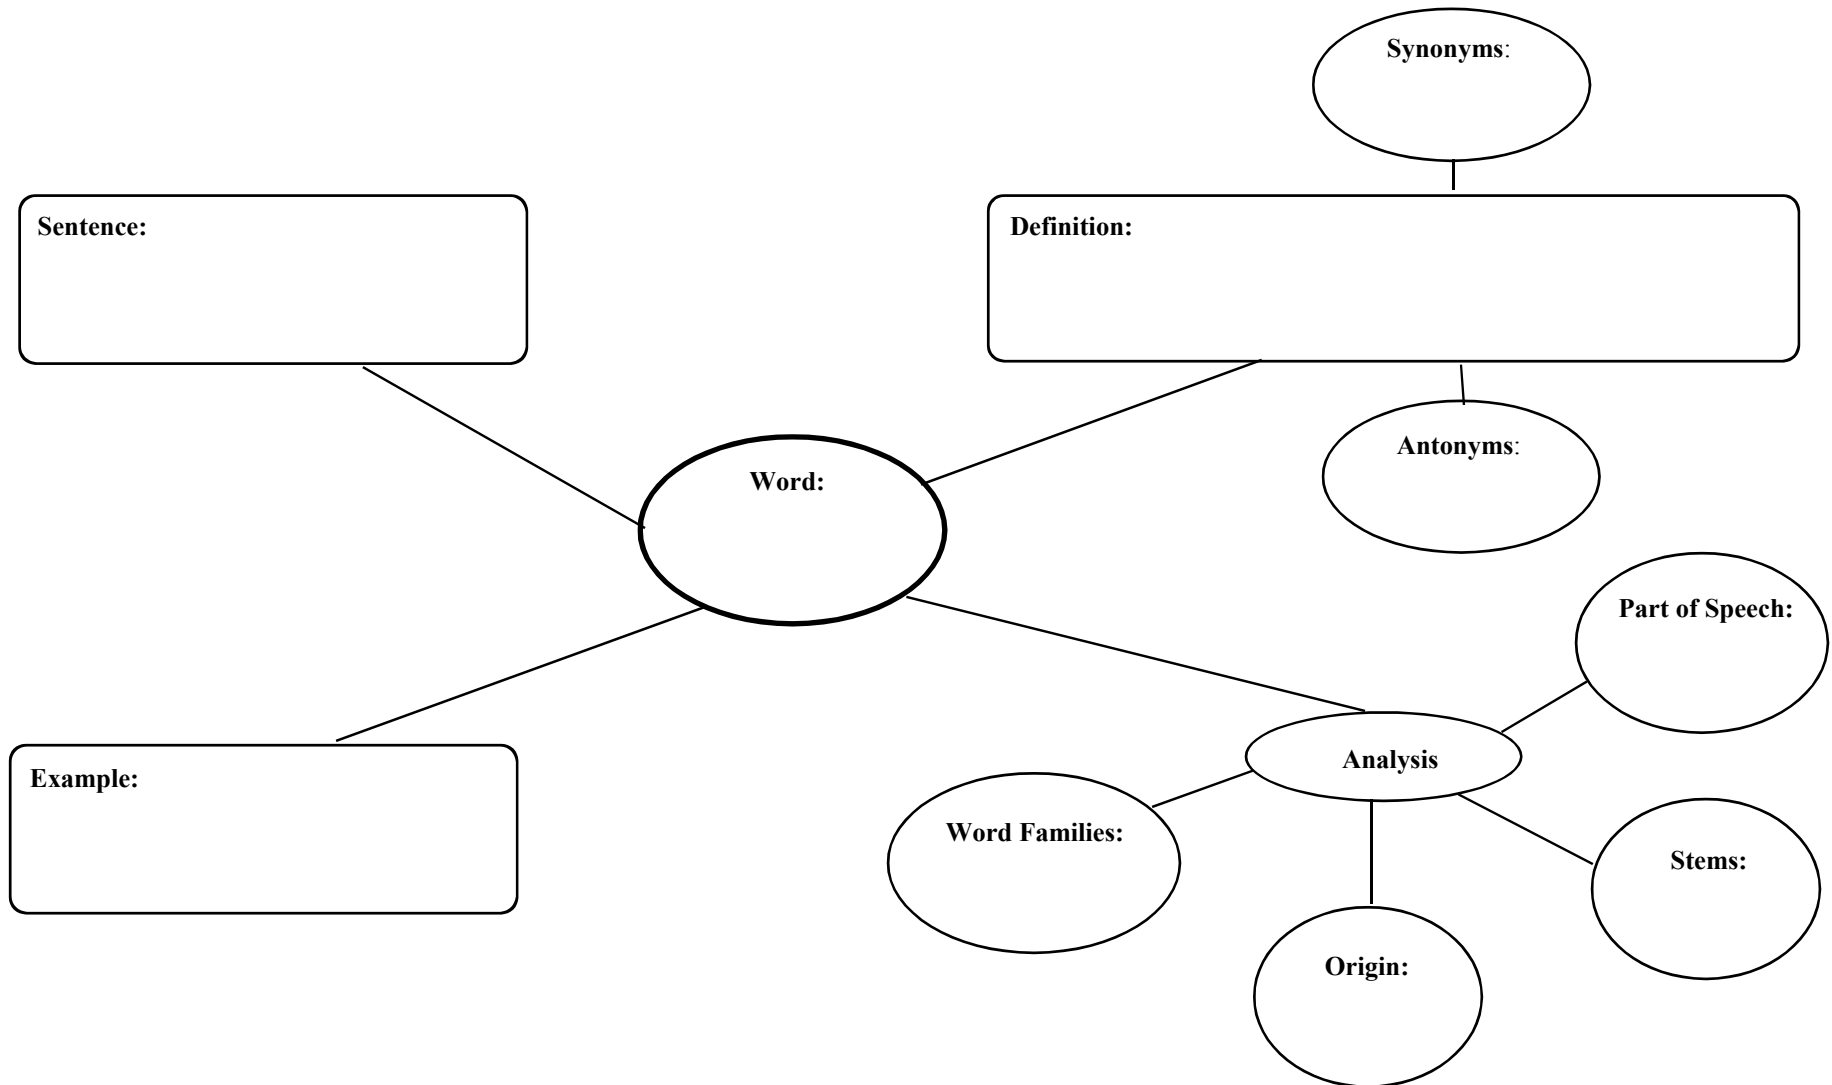 Synonyms:
Sentence:
Definition:
Antonyms:
Word:
Part of Speech:
Analysis
Example:
Word Families:
Stems:
Origin: